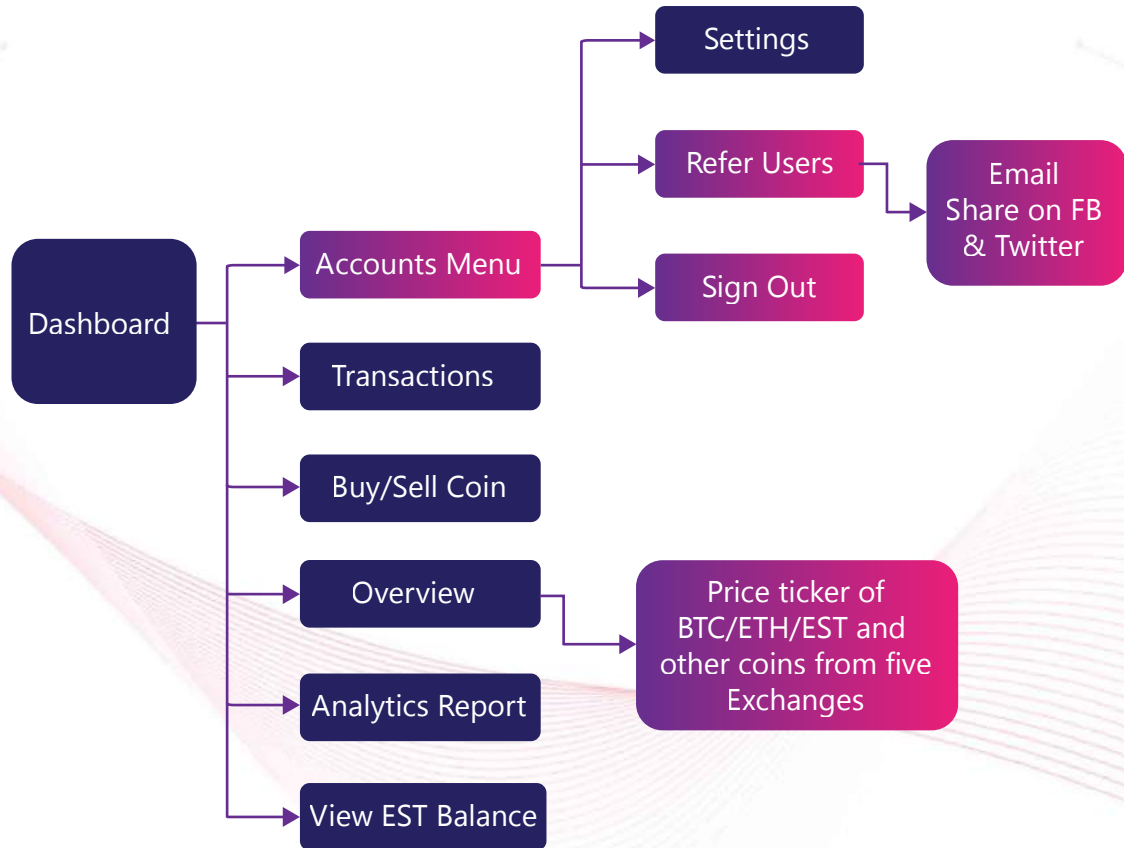 Settings
Refer Users
Email
Share on FB
& Twitter
Accounts Menu
Sign Out
Dashboard
Transactions
Buy/Sell Coin
Overview
Price ticker of
BTC/ETH/EST and
other coins from five
Exchanges
Analytics Report
View EST Balance